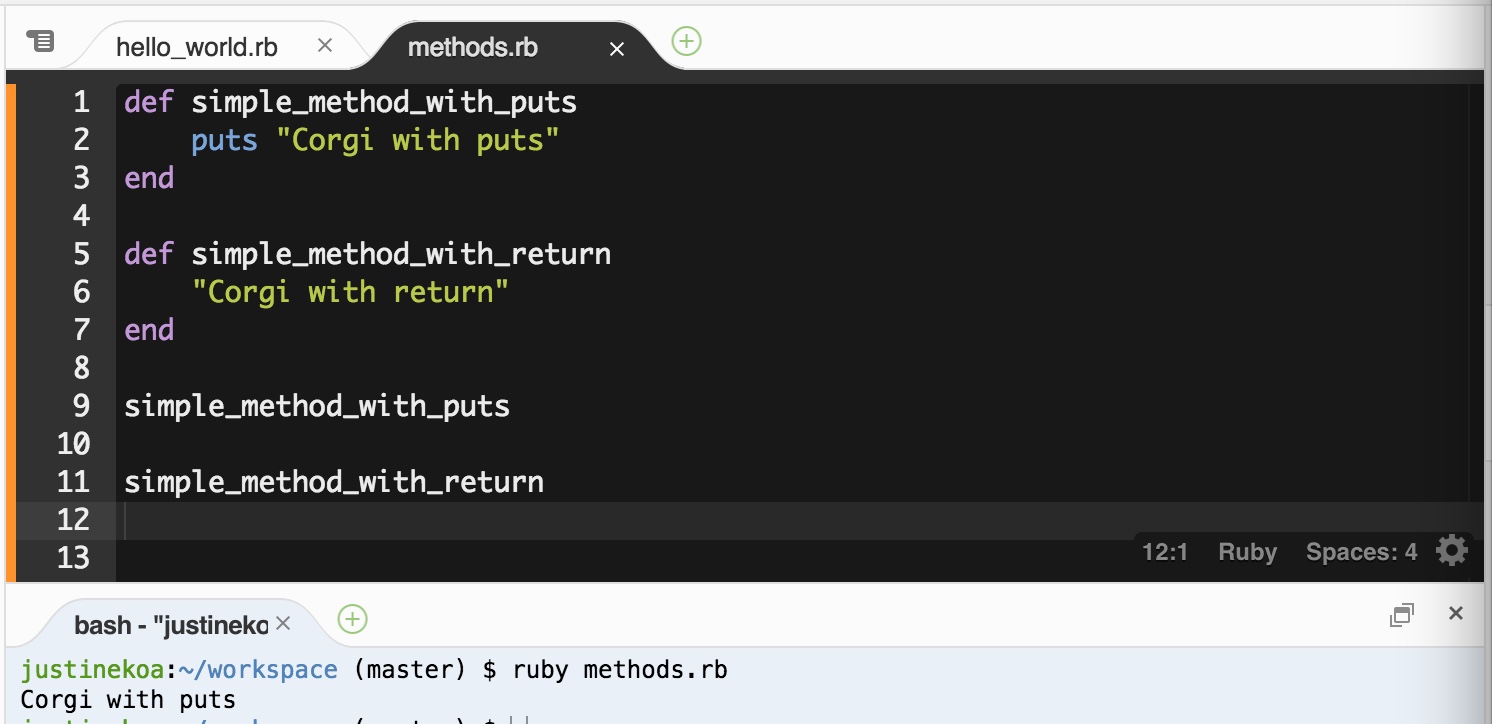 hello_world.rb × methods.rb ×
1 def simple_method_with_puts
2     puts "Corgi with puts"
3 end
4
5 def simple_method_with_return
6     "Corgi with return"
7 end
8
9 simple_method_with_puts
10
11 simple_method_with_return
12
13
12:1 Ruby Spaces: 4
bash - "justineko ×
justinekoa:~/workspace (master) $ ruby methods.rb
Corgi with puts